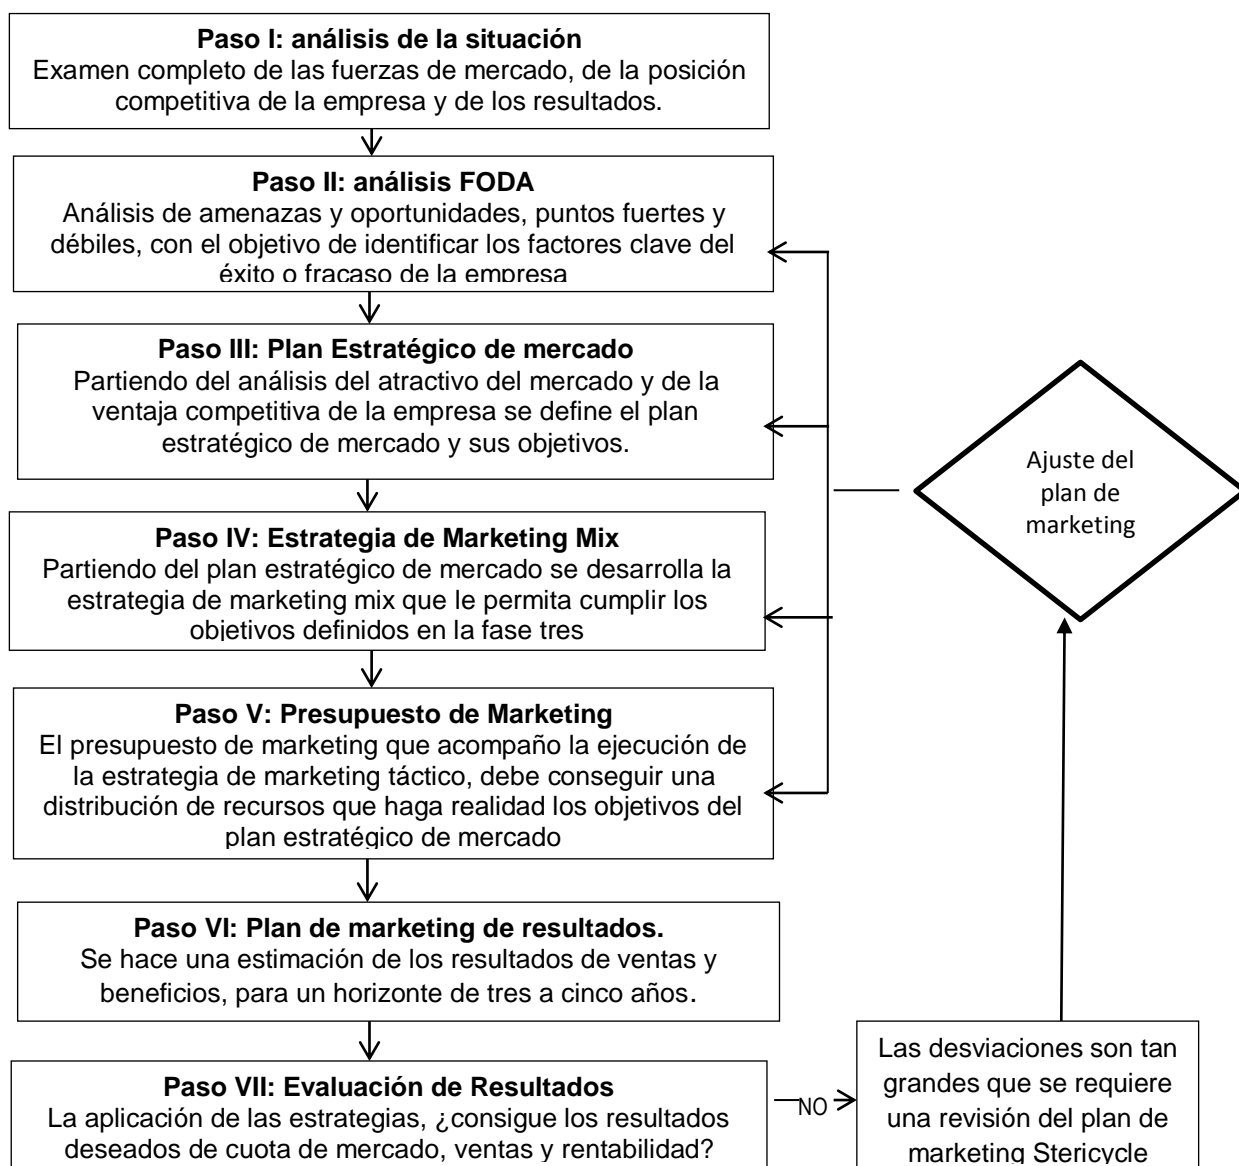 Paso I: análisis de la situación
Examen completo de las fuerzas de mercado, de la posición
competitiva de la empresa y de los resultados.
Paso II: análisis FODA
Análisis de amenazas y oportunidades, puntos fuertes y
débiles, con el objetivo de identificar los factores clave del
éxito o fracaso de la empresa
Paso III: Plan Estratégico de mercado
Partiendo del análisis del atractivo del mercado y de la
ventaja competitiva de la empresa se define el plan
estratégico de mercado y sus objetivos.
Paso IV: Estrategia de Marketing Mix
Partiendo del plan estratégico de mercado se desarrolla la
estrategia de marketing mix que le permita cumplir los
objetivos definidos en la fase tres
Paso V: Presupuesto de Marketing
El presupuesto de marketing que acompaño la ejecución de
la estrategia de marketing táctico, debe conseguir una
distribución de recursos que haga realidad los objetivos del
plan estratégico de mercado
Paso VI: Plan de marketing de resultados.
Se hace una estimación de los resultados de ventas y
beneficios, para un horizonte de tres a cinco años.
Paso VII: Evaluación de Resultados
La aplicación de las estrategias, ¿consigue los resultados
deseados de cuota de mercado, ventas y rentabilidad?
NO
Las desviaciones son tan
grandes que se requiere
una revisión del plan de
marketing Stericycle
Ajuste del
plan de
marketing